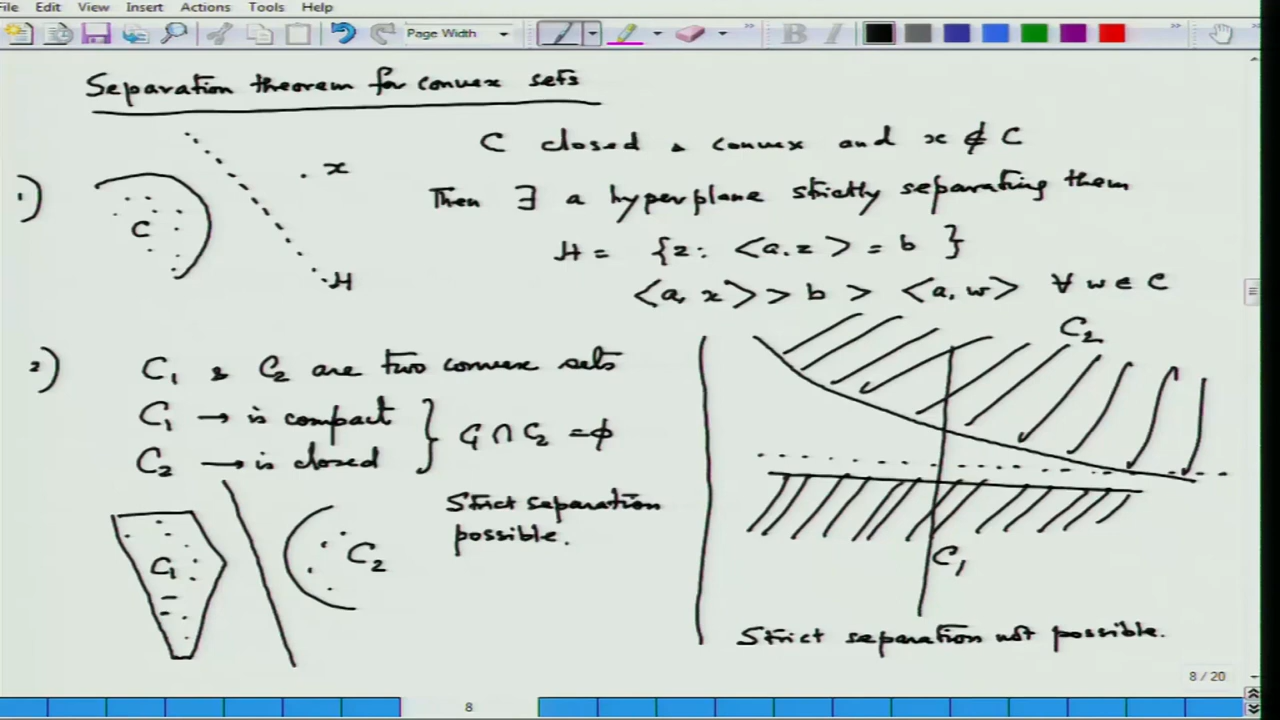 File Edit View Insert Actions Tools Help
Page Width
Separation theorem for convex sets
1)
C
x
H
C closed & convex and x ∉ C
Then ∃ a hyperplane strictly separating them
H = {z: <a,z> = b }
<a, x> > b > <a, w> ∀ w ∈ C
2)
C₁ & C₂ are two convex sets
C₁ → is compact
C₂ → is closed
C₁ ∩ C₂ = ϕ
Strict separation
possible.
C₁
C₂
C₂
C₁
Strict separation not possible.
8 / 20
8